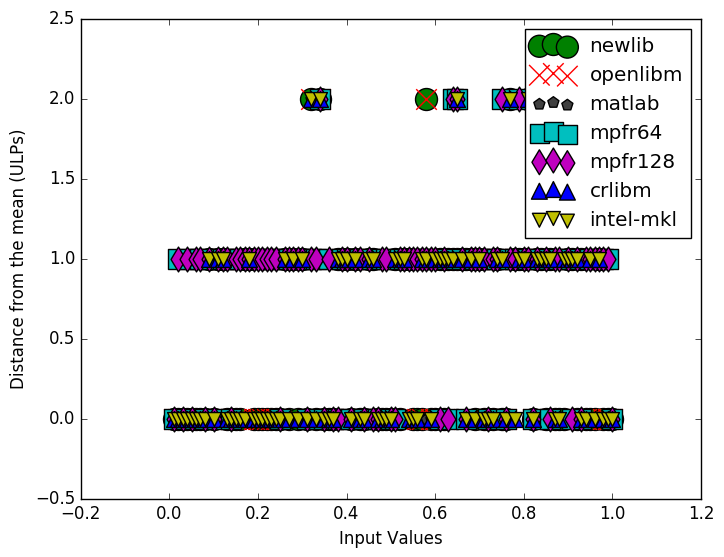 2.5
2.0
1.5
1.0
0.5
0.0
−0.5
−0.2
0.0
0.2
0.4
0.6
0.8
1.0
1.2
Distance from the mean (ULPs)
Input Values
newlib
openlibm
matlab
mpfr64
mpfr128
crlibm
intel-mkl